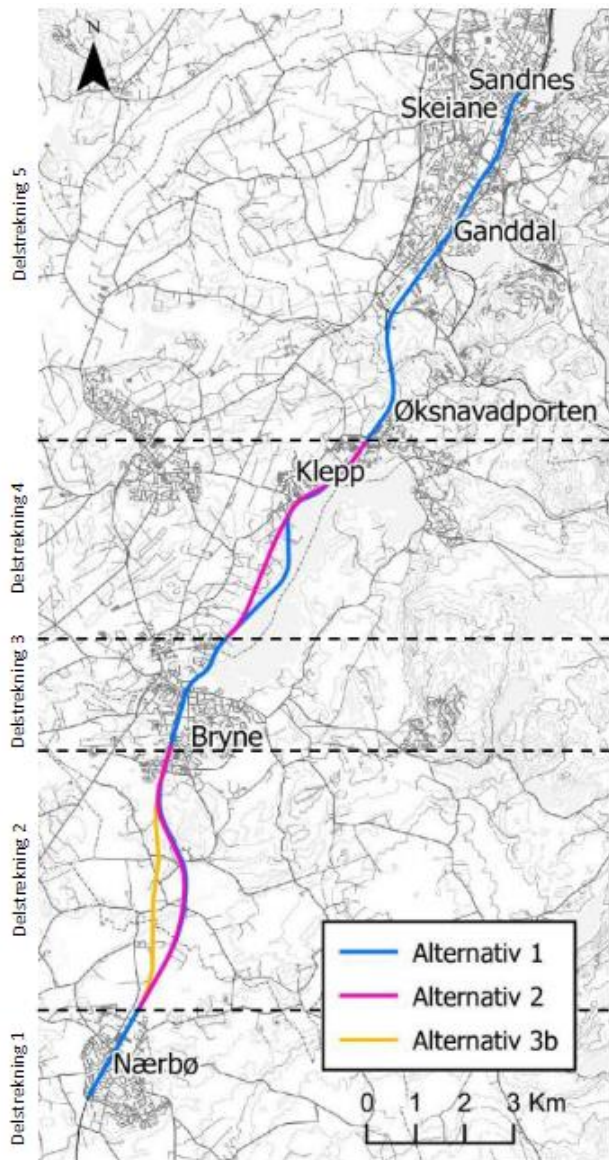 N
Sandnes
Skeiane
Delstrekning 5
Ganddal
Øksnavadporten
Klepp
Delstrekning 4
Delstrekning 3
Bryne
Delstrekning 2
Alternativ 1
Alternativ 2
Alternativ 3b
Delstrekning 1
Nærbø
0 1 2 3 Km